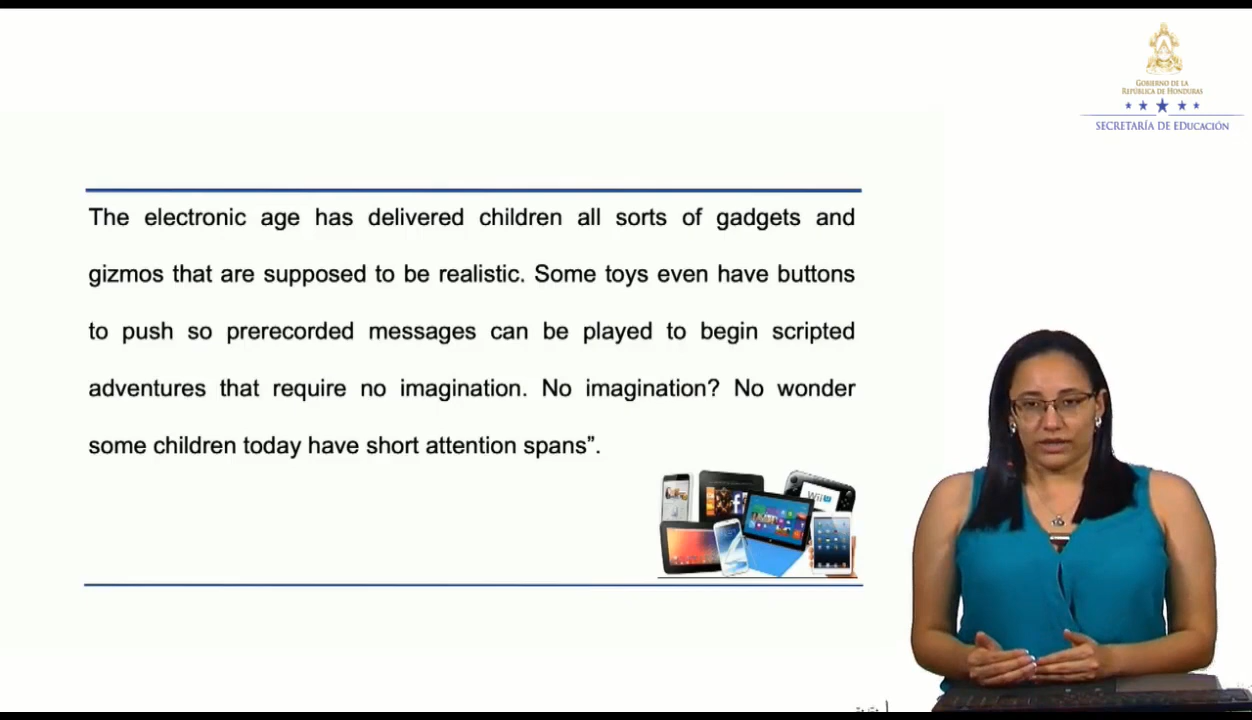 GOBIERNO DE LA
REPÚBLICA DE HONDURAS
SECRETARÍA DE EDUCACIÓN
The electronic age has delivered children all sorts of gadgets and
gizmos that are supposed to be realistic. Some toys even have buttons
to push so prerecorded messages can be played to begin scripted
adventures that require no imagination. No imagination? No wonder
some children today have short attention spans”.
Wii U